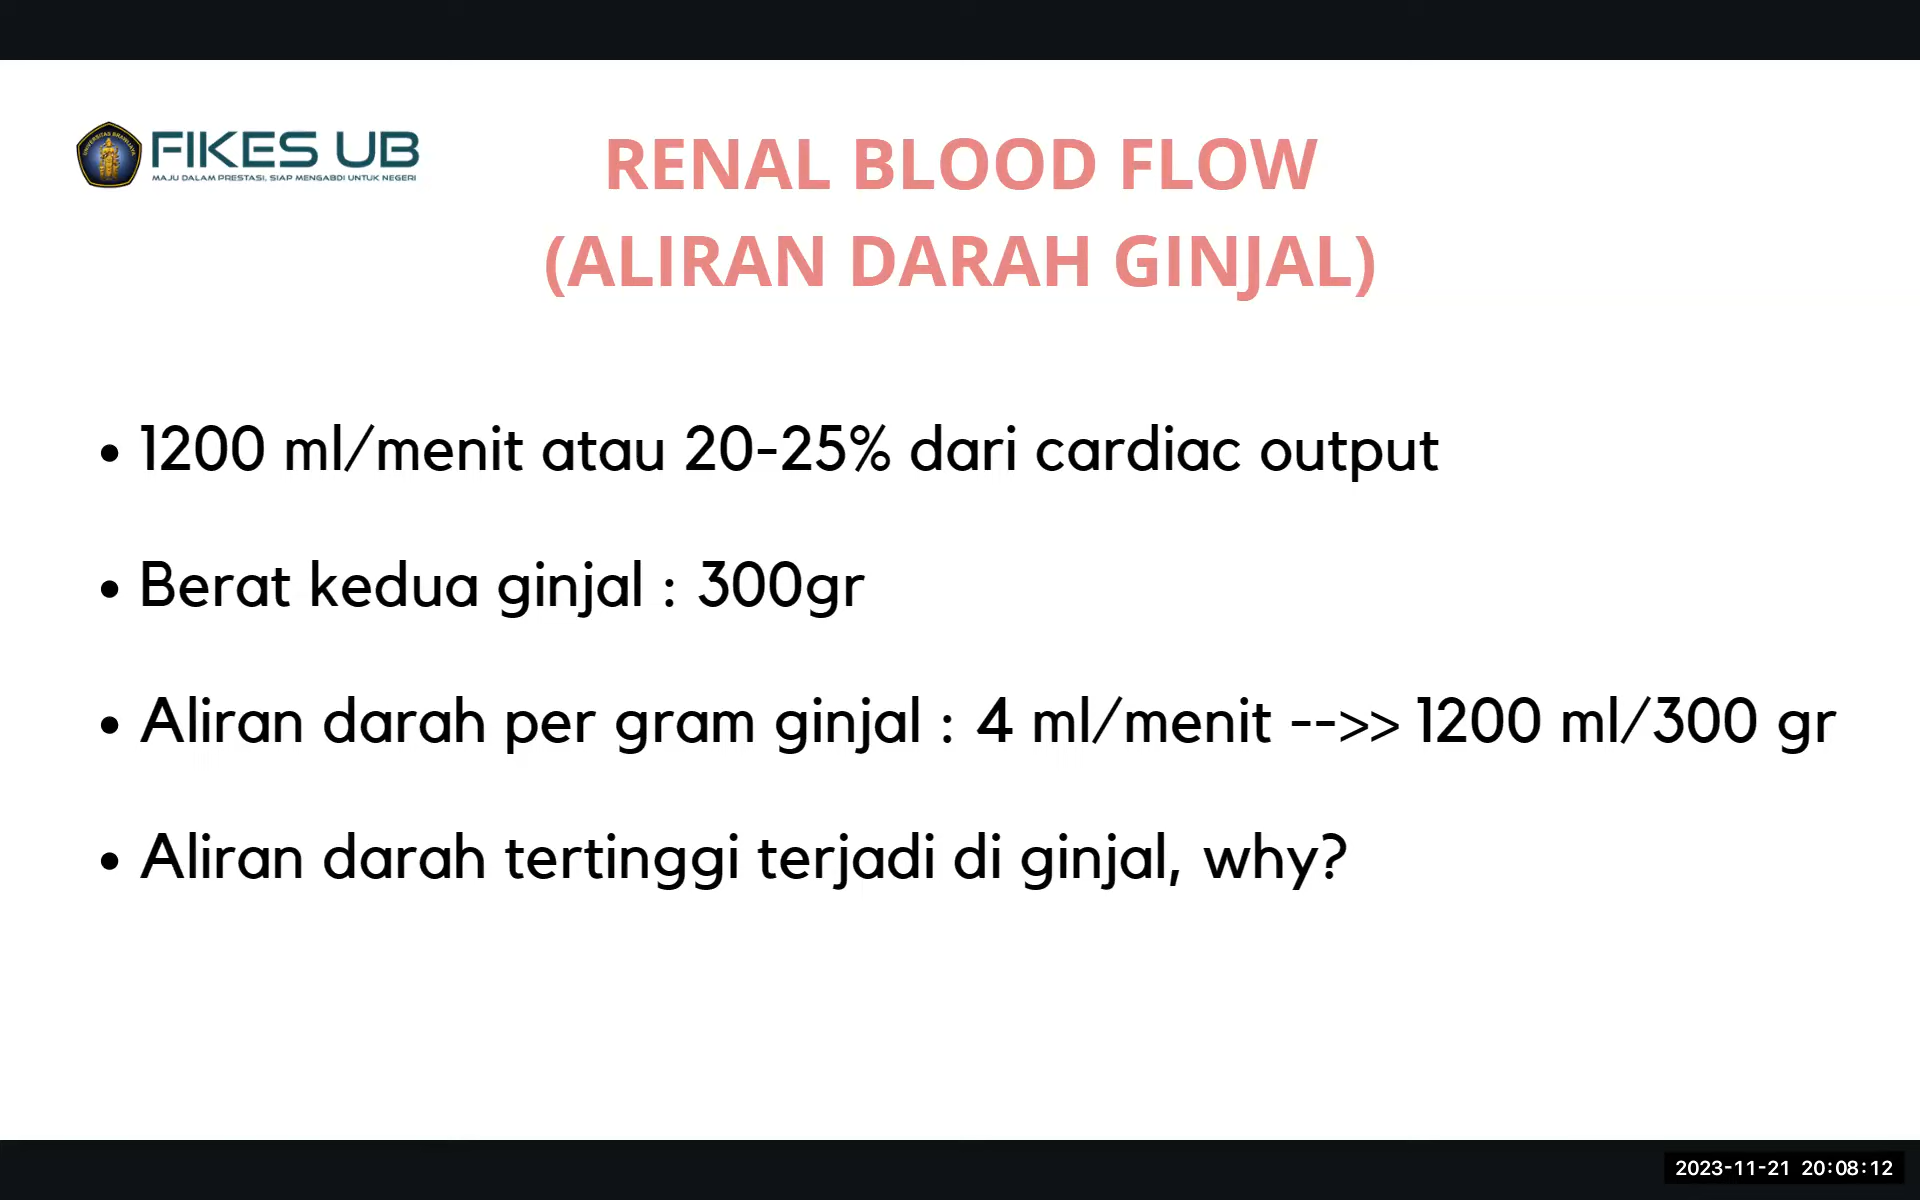 FIKES UB
MAJU DALAM PRESTASI, SIAP MENGABDI UNTUK NEGERI
RENAL BLOOD FLOW
(ALIRAN DARAH GINJAL)
• 1200 ml/menit atau 20-25% dari cardiac output
• Berat kedua ginjal : 300gr
• Aliran darah per gram ginjal : 4 ml/menit -->> 1200 ml/300 gr
• Aliran darah tertinggi terjadi di ginjal, why?
2023-11-21 20:08:12